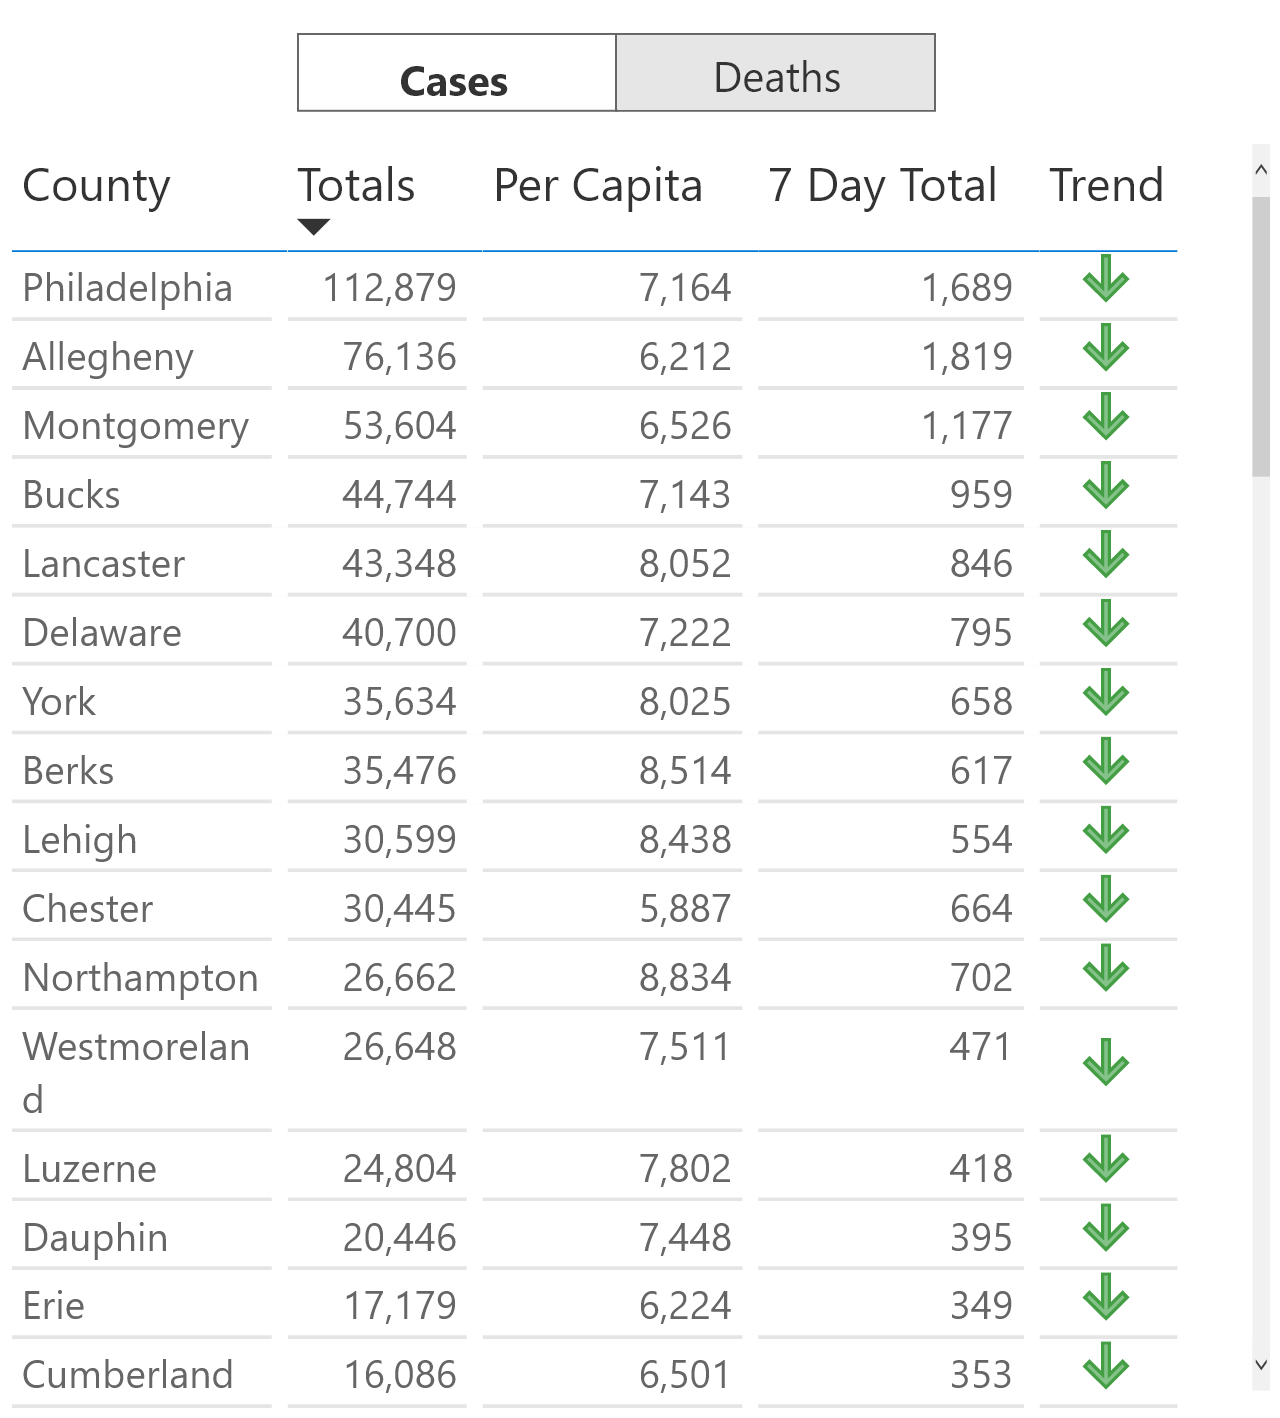 Cases Deaths
County Totals Per Capita 7 Day Total Trend
Philadelphia 112,879 7,164 1,689
Allegheny 76,136 6,212 1,819
Montgomery 53,604 6,526 1,177
Bucks 44,744 7,143 959
Lancaster 43,348 8,052 846
Delaware 40,700 7,222 795
York 35,634 8,025 658
Berks 35,476 8,514 617
Lehigh 30,599 8,438 554
Chester 30,445 5,887 664
Northampton 26,662 8,834 702
Westmorelan 26,648 7,511 471
d
Luzerne 24,804 7,802 418
Dauphin 20,446 7,448 395
Erie 17,179 6,224 349
Cumberland 16,086 6,501 353